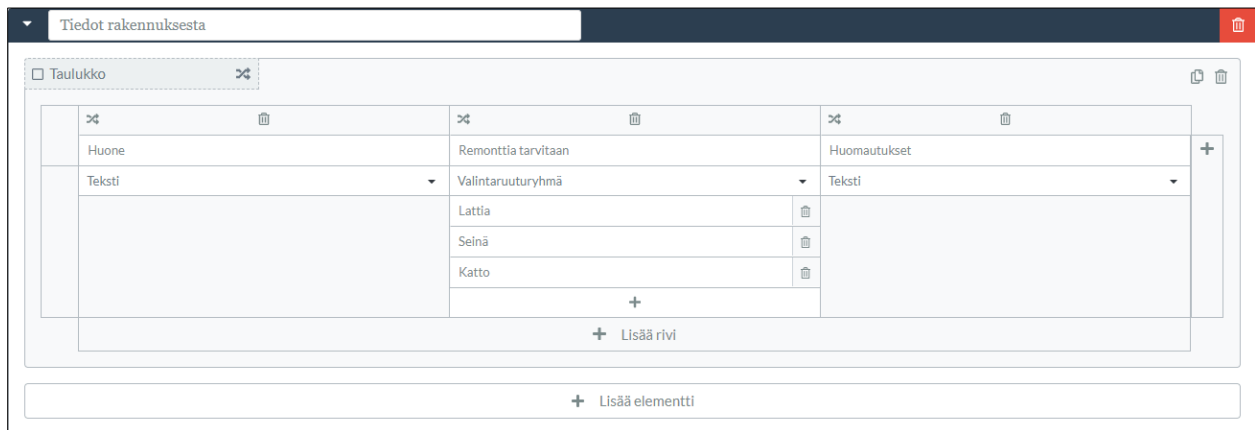 Tiedot rakennuksesta
Taulukko
Huone Remonttia tarvitaan Huomautukset
Teksti Valintaruuturyhmä Teksti
Lattia
Seinä
Katto
Lisää rivi
Lisää elementti